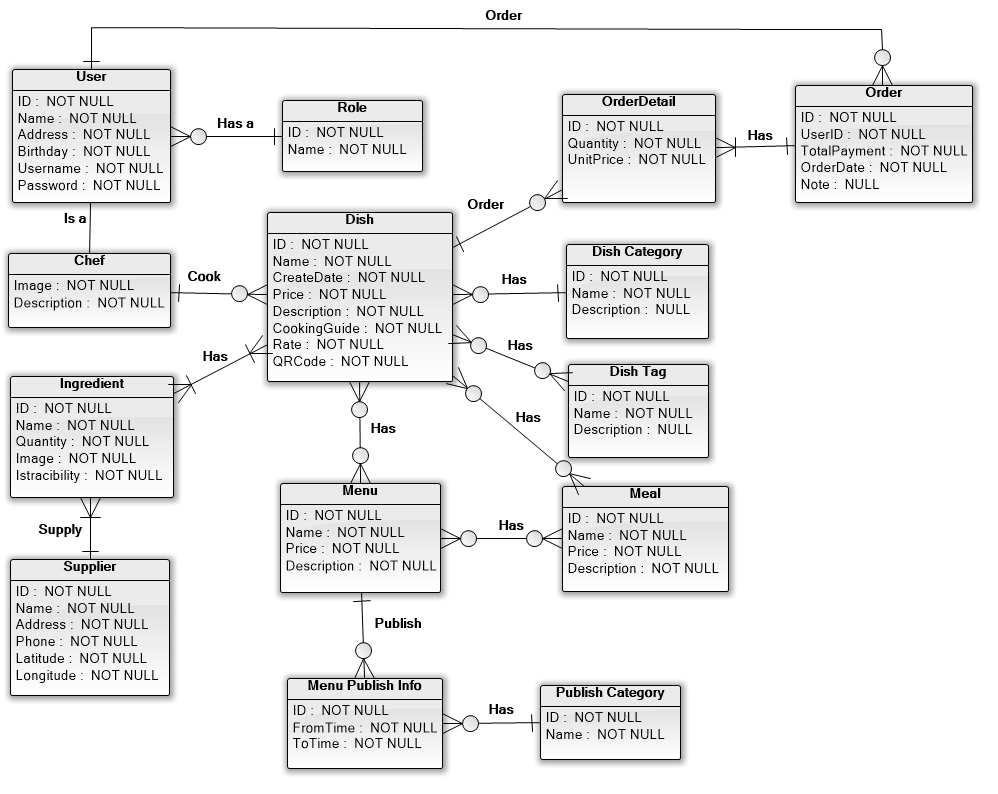 Order
User
ID :  NOT NULL
Name :  NOT NULL
Address :  NOT NULL
Birthday :  NOT NULL
Username :  NOT NULL
Password :  NOT NULL
Has a
Role
ID :  NOT NULL
Name :  NOT NULL
OrderDetail
ID :  NOT NULL
Quantity :  NOT NULL
UnitPrice :  NOT NULL
Has
Order
ID :  NOT NULL
UserID :  NOT NULL
TotalPayment :  NOT NULL
OrderDate :  NOT NULL
Note :  NULL
Is a
Order
Chef
Image :  NOT NULL
Description :  NOT NULL
Cook
Dish
ID :  NOT NULL
Name :  NOT NULL
CreateDate :  NOT NULL
Price :  NOT NULL
Description :  NOT NULL
CookingGuide :  NOT NULL
Rate :  NOT NULL
QRCode :  NOT NULL
Has
Dish Category
ID :  NOT NULL
Name :  NOT NULL
Description :  NULL
Has
Has
Dish Tag
ID :  NOT NULL
Name :  NOT NULL
Description :  NULL
Ingredient
ID :  NOT NULL
Name :  NOT NULL
Quantity :  NOT NULL
Image :  NOT NULL
Istracibility :  NOT NULL
Has
Has
Menu
ID :  NOT NULL
Name :  NOT NULL
Price :  NOT NULL
Description :  NOT NULL
Has
Meal
ID :  NOT NULL
Name :  NOT NULL
Price :  NOT NULL
Description :  NOT NULL
Supply
Supplier
ID :  NOT NULL
Name :  NOT NULL
Address :  NOT NULL
Phone :  NOT NULL
Latitude :  NOT NULL
Longitude :  NOT NULL
Publish
Menu Publish Info
ID :  NOT NULL
FromTime :  NOT NULL
ToTime :  NOT NULL
Has
Publish Category
ID :  NOT NULL
Name :  NOT NULL